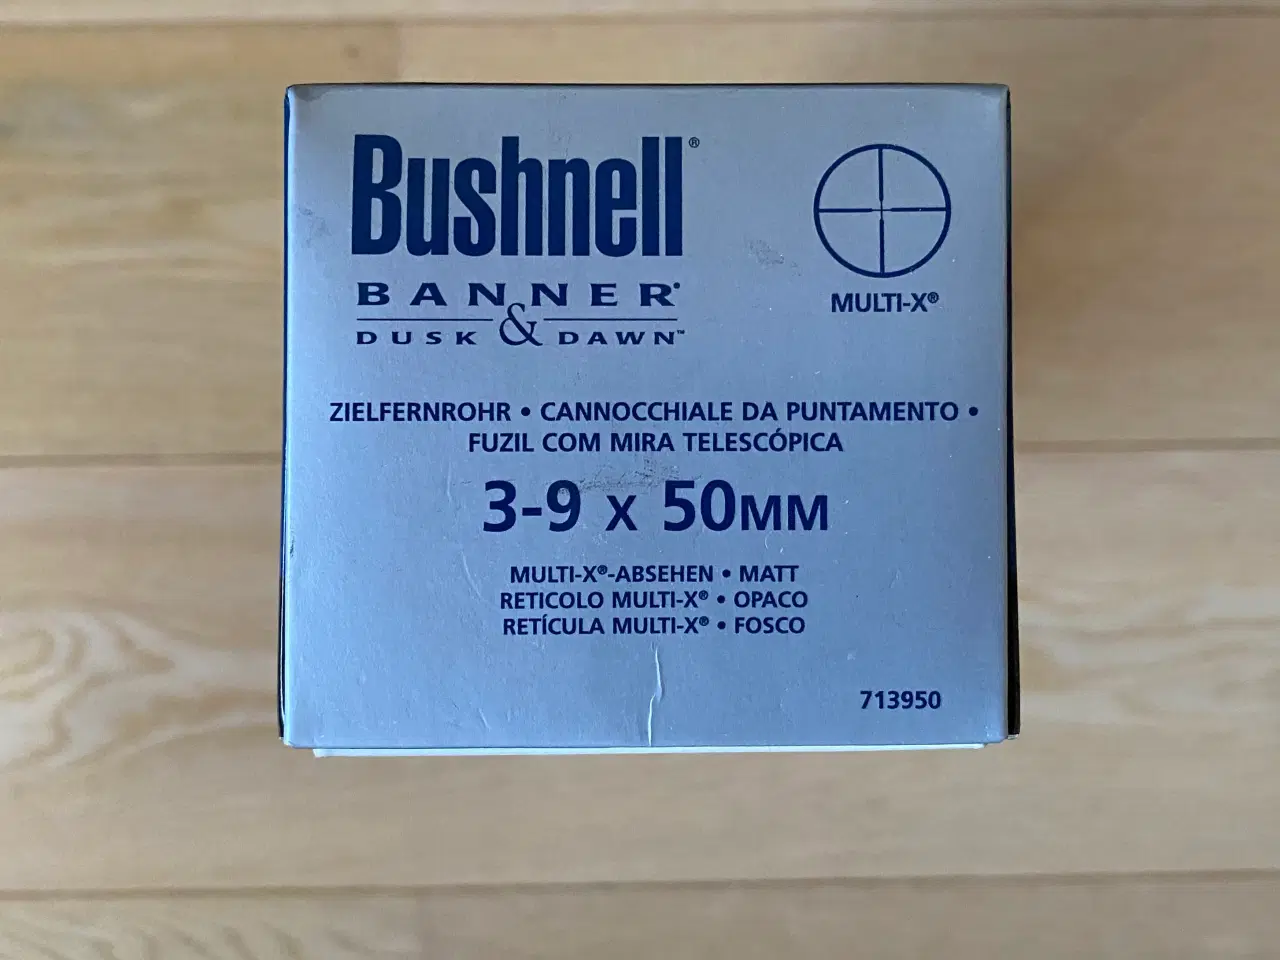 Bushnell®
BANNER®
DUSK & DAWN™
MULTI-X®
ZIELFERNROHR • CANNOCCHIALE DA PUNTAMENTO •
FUZIL COM MIRA TELESCÓPICA
3-9 X 50MM
MULTI-X®-ABSEHEN • MATT
RETICOLO MULTI-X® • OPACO
RETÍCULA MULTI-X® • FOSCO
713950